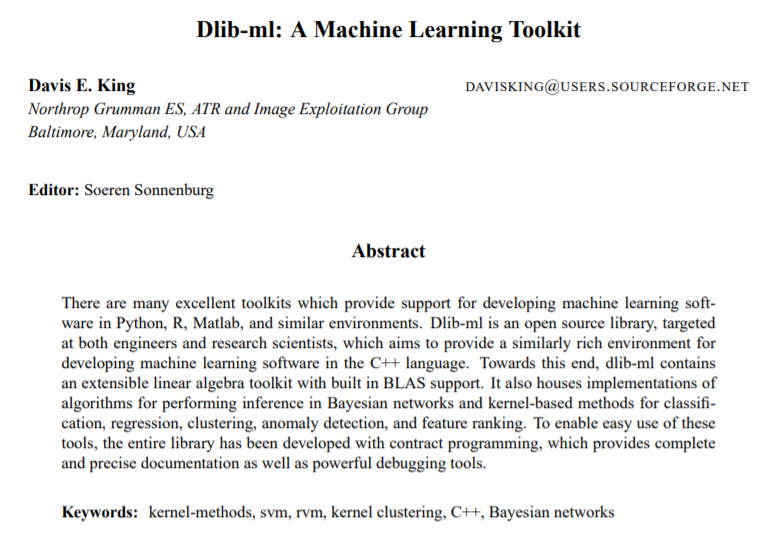 Dlib-ml: A Machine Learning Toolkit
Davis E. King DAVISKING@USERS.SOURCEFORGE.NET
Northrop Grumman ES, ATR and Image Exploitation Group
Baltimore, Maryland, USA
Editor: Soeren Sonnenburg
Abstract
There are many excellent toolkits which provide support for developing machine learning soft-
ware in Python, R, Matlab, and similar environments. Dlib-ml is an open source library, targeted
at both engineers and research scientists, which aims to provide a similarly rich environment for
developing machine learning software in the C++ language. Towards this end, dlib-ml contains
an extensible linear algebra toolkit with built in BLAS support. It also houses implementations of
algorithms for performing inference in Bayesian networks and kernel-based methods for classifi-
cation, regression, clustering, anomaly detection, and feature ranking. To enable easy use of these
tools, the entire library has been developed with contract programming, which provides complete
and precise documentation as well as powerful debugging tools.
Keywords: kernel-methods, svm, rvm, kernel clustering, C++, Bayesian networks